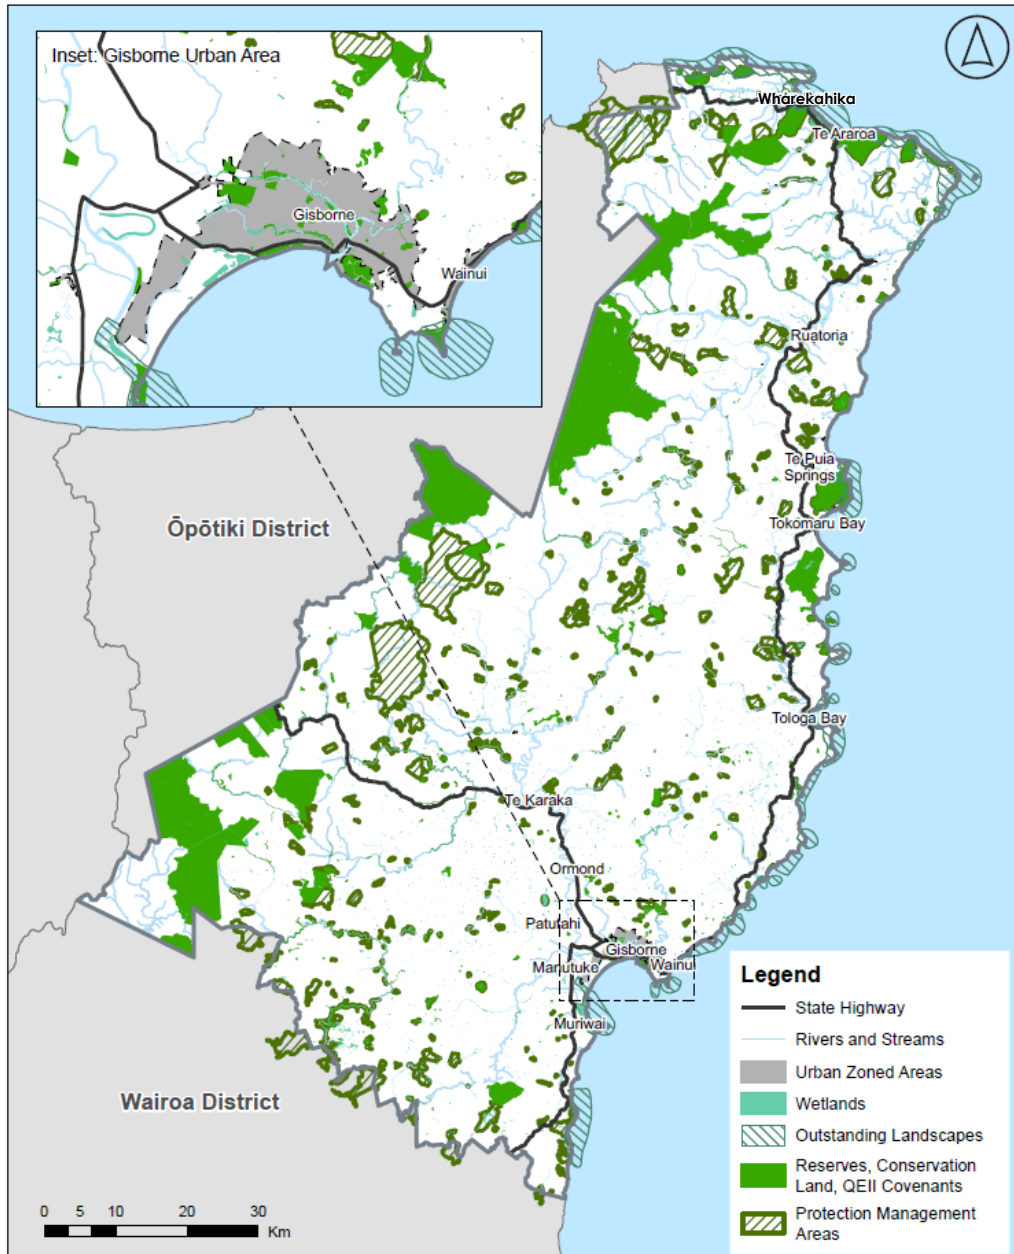 Inset: Gisborne Urban Area
Gisborne
Wainui
Wharekahika
Te Araroa
Ruatoria
Te Puia
Springs
Tokomaru Bay
Ōpōtiki District
Tologa Bay
Te Karaka
Ormond
Patutahi
Gisborne
Manutuke
Wainui
Muriwai
Wairoa District
Legend
State Highway
Rivers and Streams
Urban Zoned Areas
Wetlands
Outstanding Landscapes
Reserves, Conservation
Land, QEII Covenants
Protection Management
Areas
0 5 10 20 30
Km